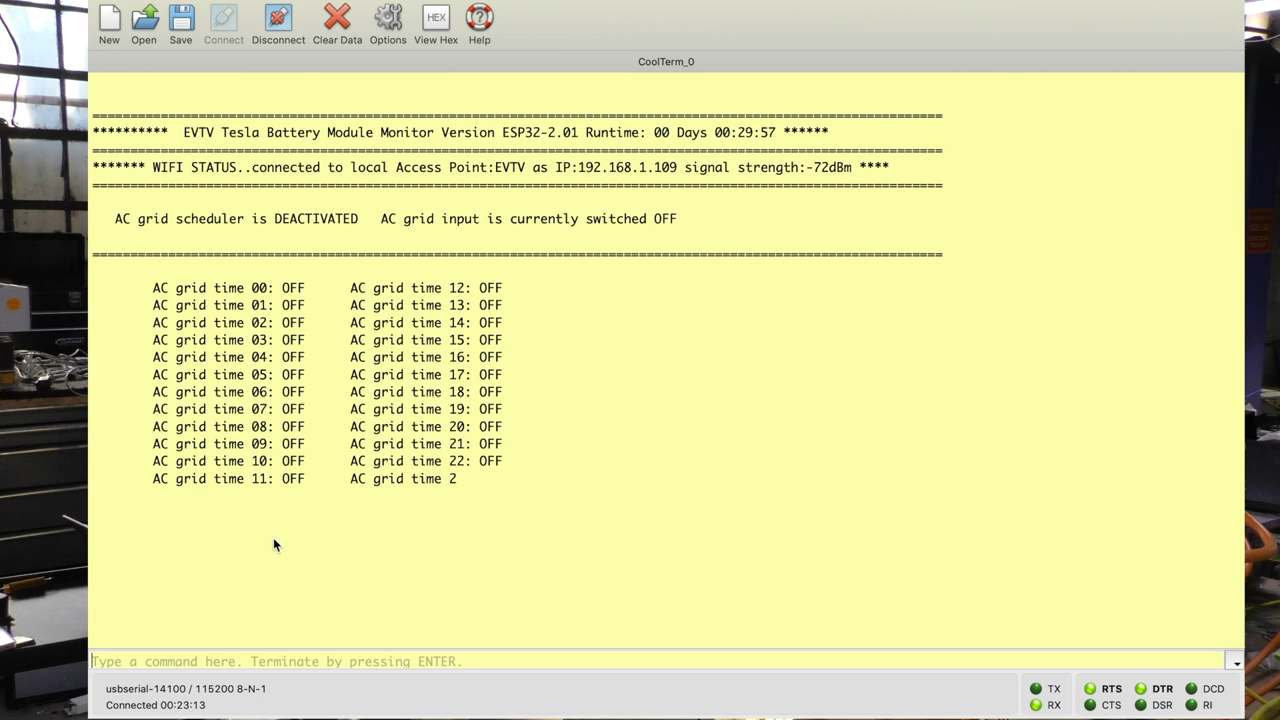 New Open Save Connect Disconnect Clear Data Options HEX View Hex Help
CoolTerm_0
==============================================================================================================
********** EVTV Tesla Battery Module Monitor Version ESP32-2.01 Runtime: 00 Days 00:29:57 ******
==============================================================================================================
******* WIFI STATUS..connected to local Access Point:EVTV as IP:192.168.1.109 signal strength:-72dBm ****
==============================================================================================================
AC grid scheduler is DEACTIVATED AC grid input is currently switched OFF
==============================================================================================================
AC grid time 00: OFF AC grid time 12: OFF
AC grid time 01: OFF AC grid time 13: OFF
AC grid time 02: OFF AC grid time 14: OFF
AC grid time 03: OFF AC grid time 15: OFF
AC grid time 04: OFF AC grid time 16: OFF
AC grid time 05: OFF AC grid time 17: OFF
AC grid time 06: OFF AC grid time 18: OFF
AC grid time 07: OFF AC grid time 19: OFF
AC grid time 08: OFF AC grid time 20: OFF
AC grid time 09: OFF AC grid time 21: OFF
AC grid time 10: OFF AC grid time 22: OFF
AC grid time 11: OFF AC grid time 2
Type a command here. Terminate by pressing ENTER.
usbserial-14100 / 115200 8-N-1
Connected 00:23:13
TX RTS DTR DCD
RX CTS DSR RI